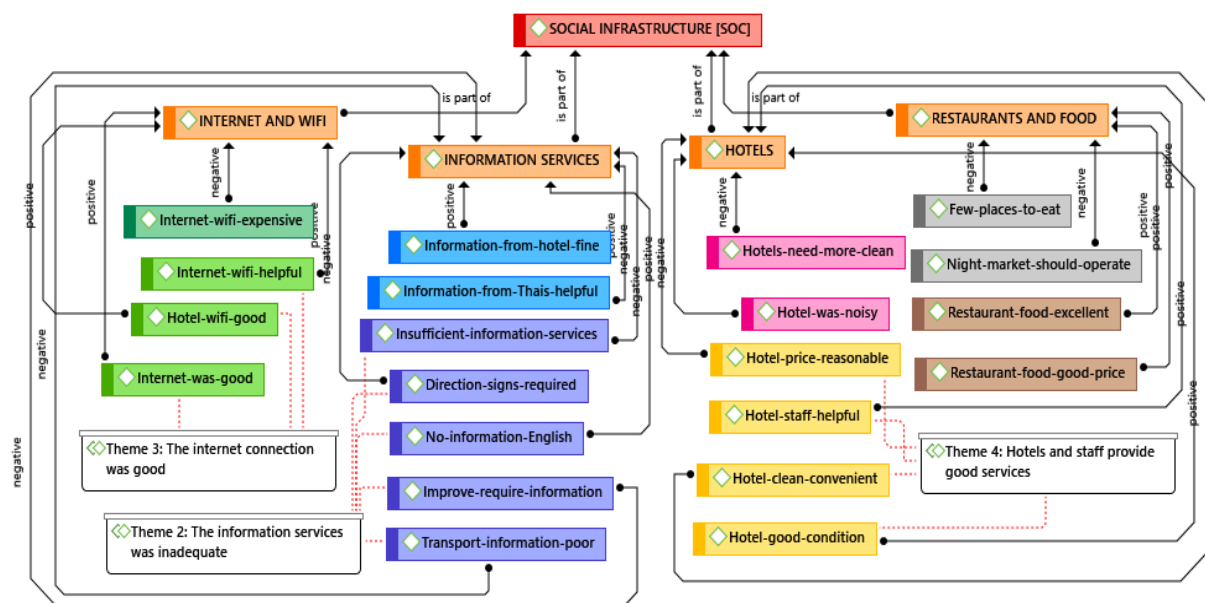 SOCIAL INFRASTRUCTURE [SOC]
is part of
is part of
is part of
is part of
INTERNET AND WIFI
INFORMATION SERVICES
HOTELS
RESTAURANTS AND FOOD
negative
negative
negative
negative
positive
positive
positive
positive
positive
negative
positive
negative
negative
positive
negative
positive
positive
positive
positive
negative
negative
Internet-wifi-expensive
Internet-wifi-helpful
Hotel-wifi-good
Internet-was-good
Theme 3: The internet connection
was good
Theme 2: The information services
was inadequate
Information-from-hotel-fine
Information-from-Thais-helpful
Insufficient-information-services
Direction-signs-required
No-information-English
Improve-require-information
Transport-information-poor
Hotels-need-more-clean
Hotel-was-noisy
Hotel-price-reasonable
Hotel-staff-helpful
Hotel-clean-convenient
Hotel-good-condition
Few-places-to-eat
Night-market-should-operate
Restaurant-food-excellent
Restaurant-food-good-price
Theme 4: Hotels and staff provide
good services